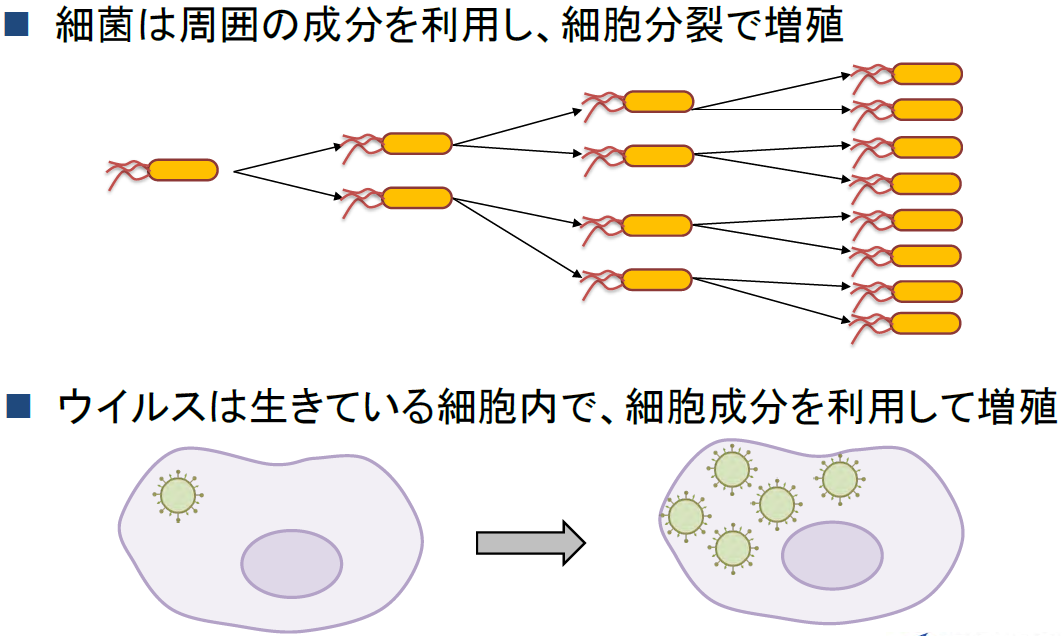 ■ 細菌は周囲の成分を利用し、細胞分裂で増殖
■ ウイルスは生きている細胞内で、細胞成分を利用して増殖